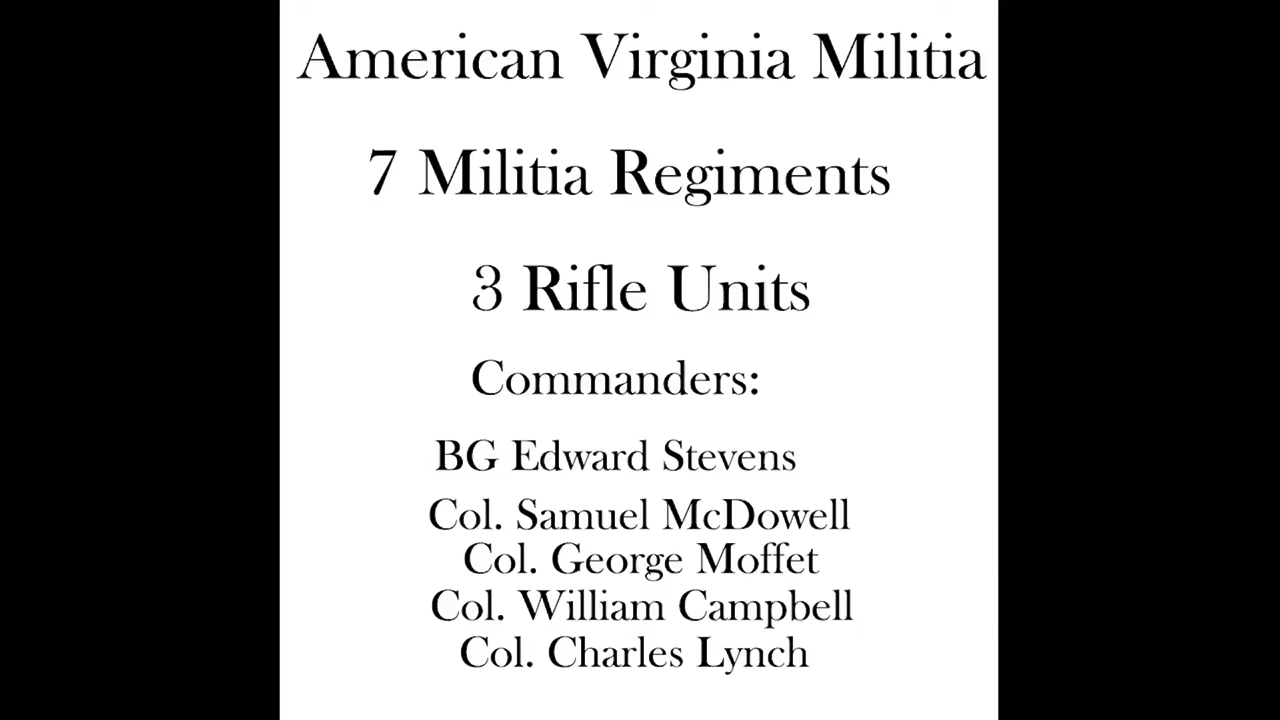 American Virginia Militia
7 Militia Regiments
3 Rifle Units
Commanders:
BG Edward Stevens
Col. Samuel McDowell
Col. George Moffet
Col. William Campbell
Col. Charles Lynch